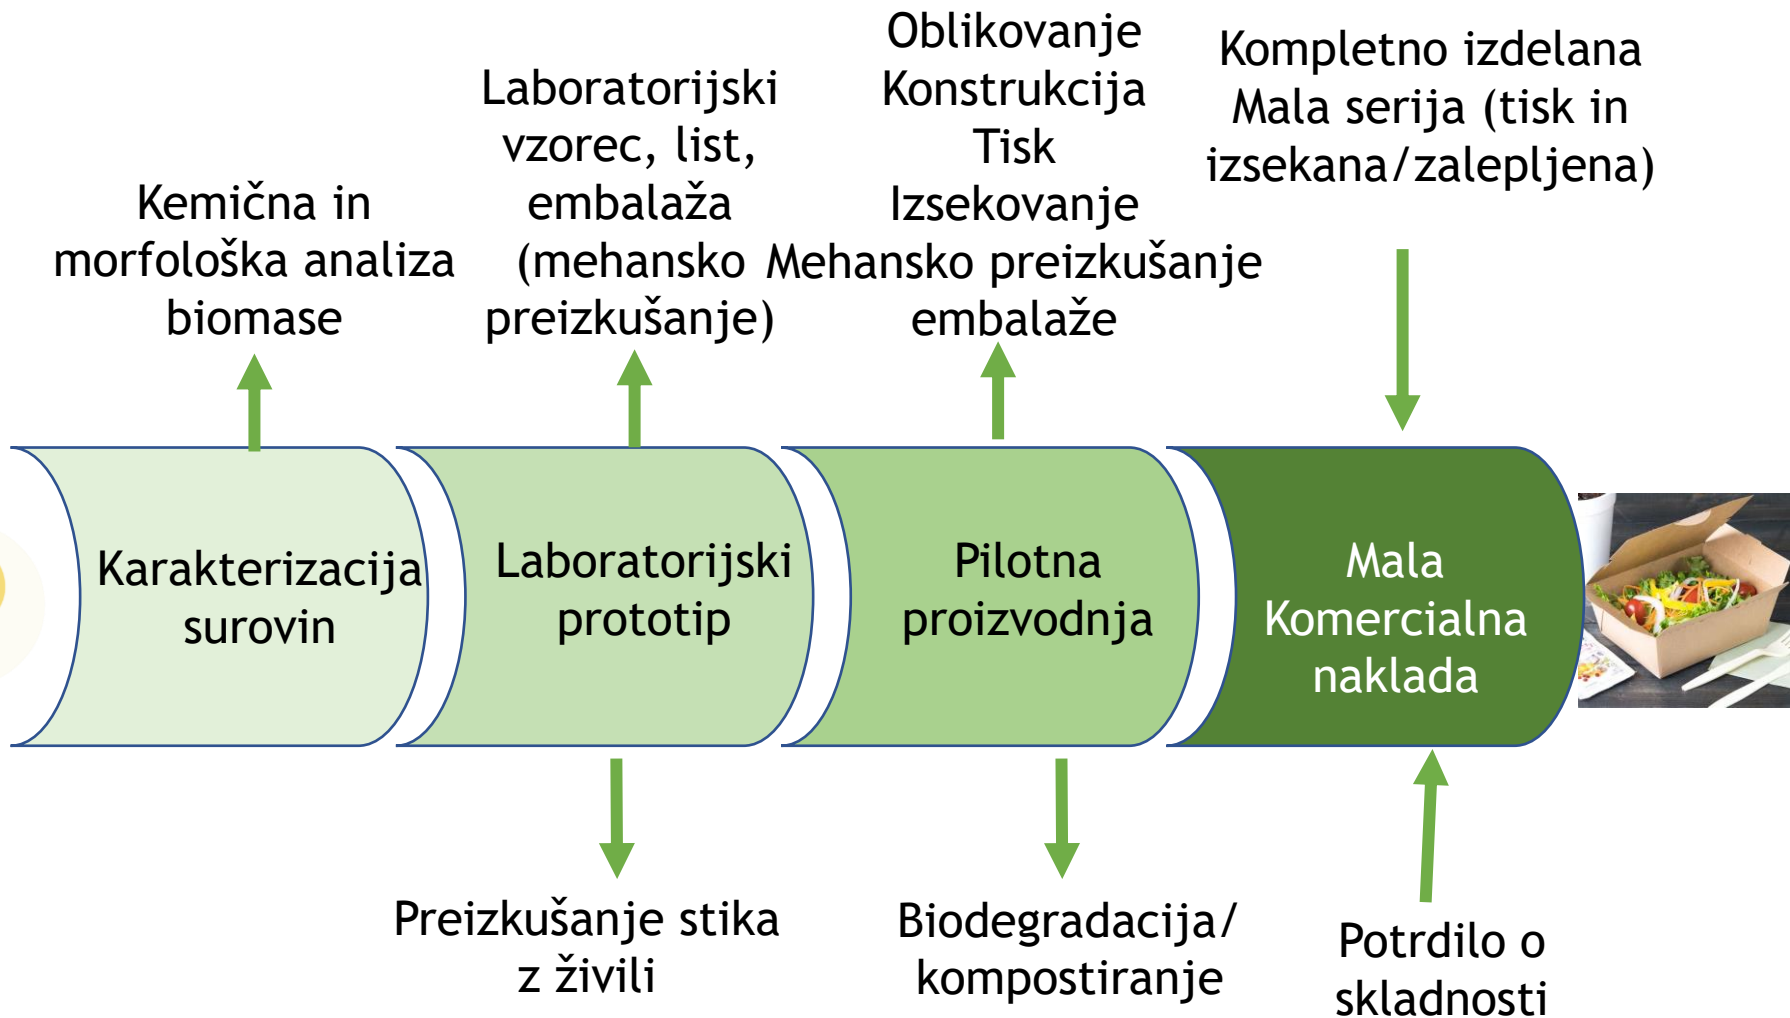 Kemična in
morfološka analiza
biomase
Laboratorijski
vzorec, list,
embalaža
(mehansko
preizkušanje)
Oblikovanje
Konstrukcija
Tisk
Izsekovanje
Mehansko preizkušanje
embalaže
Kompletno izdelana
Mala serija (tisk in
izsekana/zalepljena)
Karakterizacija
surovin
Laboratorijski
prototip
Pilotna
proizvodnja
Mala
Komercialna
naklada
Preizkušanje stika
z živili
Biodegradacija/
kompostiranje
Potrdilo o
skladnosti